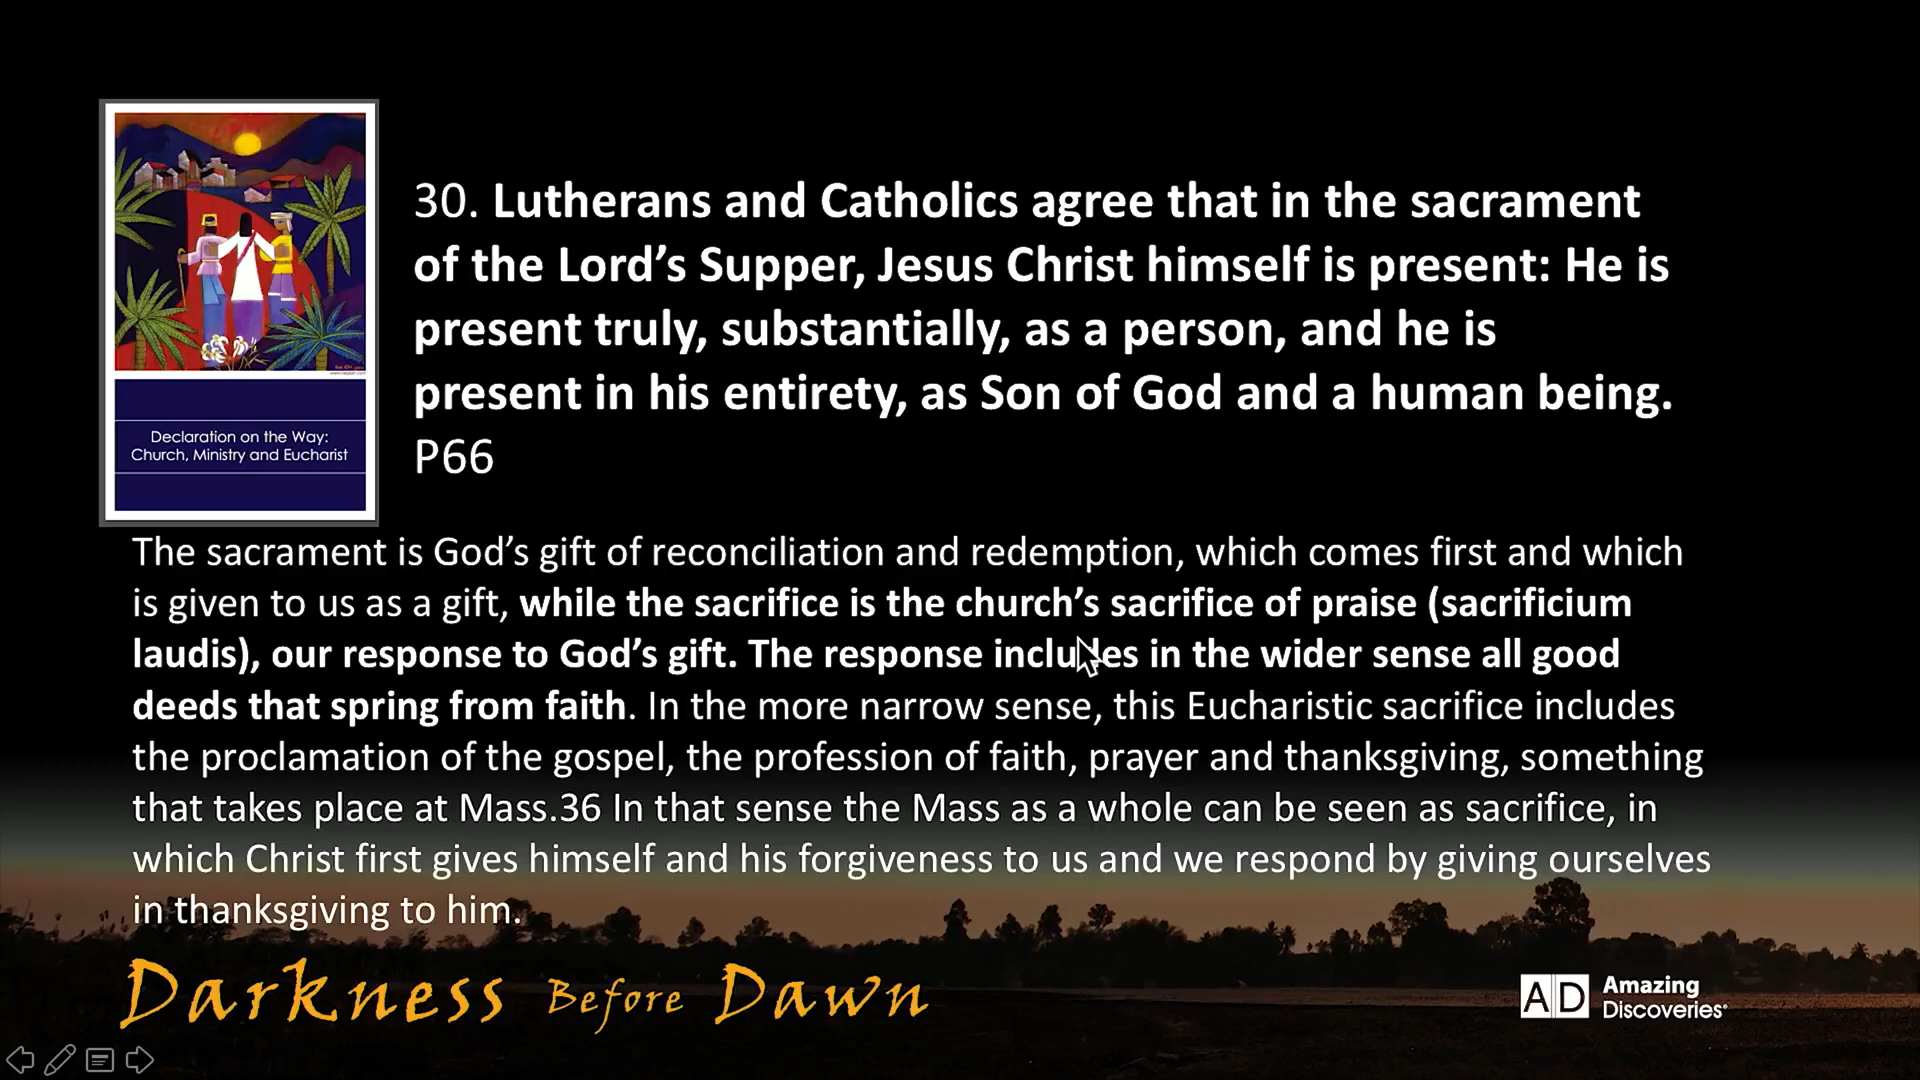 30. Lutherans and Catholics agree that in the sacrament
of the Lord’s Supper, Jesus Christ himself is present: He is
present truly, substantially, as a person, and he is
present in his entirety, as Son of God and a human being.
P66
Declaration on the Way:
Church, Ministry and Eucharist
The sacrament is God’s gift of reconciliation and redemption, which comes first and which
is given to us as a gift, while the sacrifice is the church’s sacrifice of praise (sacrificium
laudis), our response to God’s gift. The response includes in the wider sense all good
deeds that spring from faith. In the more narrow sense, this Eucharistic sacrifice includes
the proclamation of the gospel, the profession of faith, prayer and thanksgiving, something
that takes place at Mass.36 In that sense the Mass as a whole can be seen as sacrifice, in
which Christ first gives himself and his forgiveness to us and we respond by giving ourselves
in thanksgiving to him.
Darkness Before Dawn
AD Amazing
Discoveries